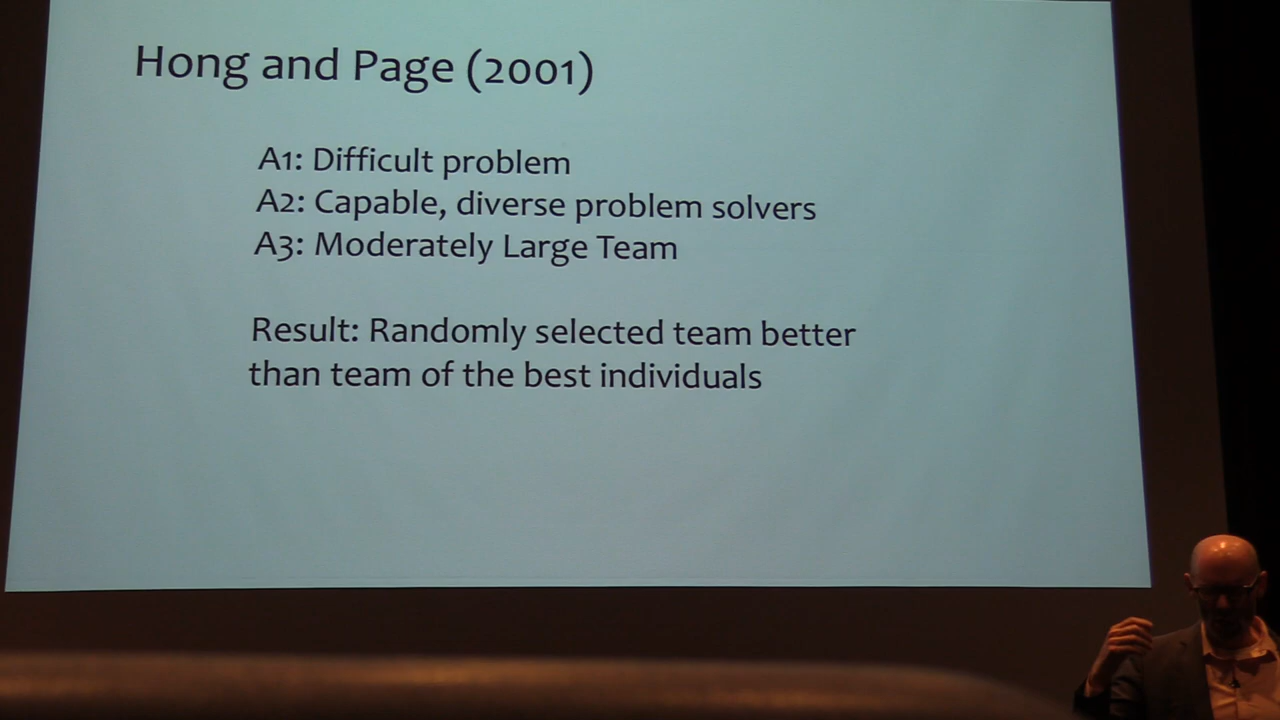 Hong and Page (2001)
A1: Difficult problem
A2: Capable, diverse problem solvers
A3: Moderately Large Team
Result: Randomly selected team better
than team of the best individuals